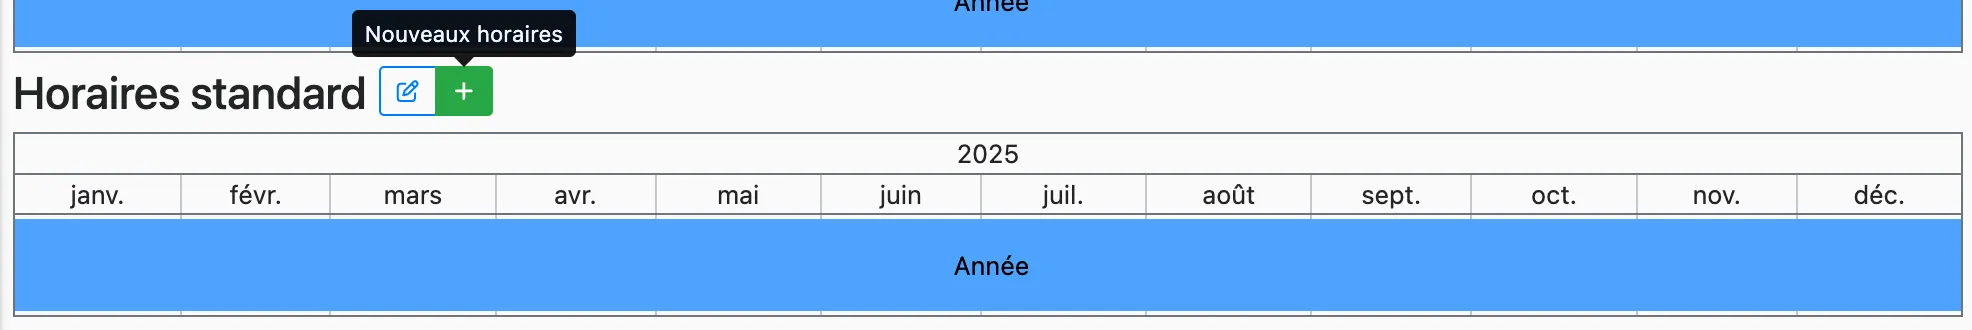 Année
Nouveaux horaires
Horaires standard
2025
janv. févr. mars avr. mai juin juil. août sept. oct. nov. déc.
Année